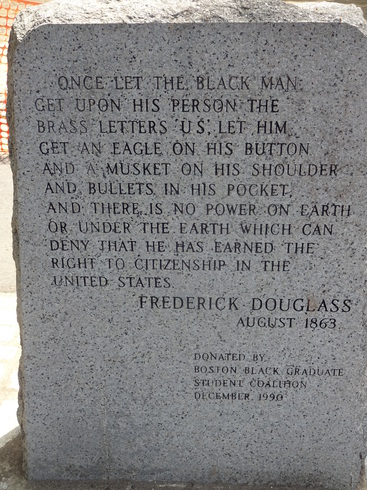 ONCE LET THE BLACK MAN
GET UPON HIS PERSON THE
BRASS LETTERS 'U.S.', LET HIM
GET AN EAGLE ON HIS BUTTON
AND A MUSKET ON HIS SHOULDER
AND BULLETS IN HIS POCKET,
AND THERE IS NO POWER ON EARTH
OR UNDER THE EARTH WHICH CAN
DENY THAT HE HAS EARNED THE
RIGHT TO CITIZENSHIP IN THE
UNITED STATES.
FREDERICK DOUGLASS
AUGUST 1863
DONATED BY:
BOSTON BLACK GRADUATE
STUDENT COALITION
DECEMBER, 1990